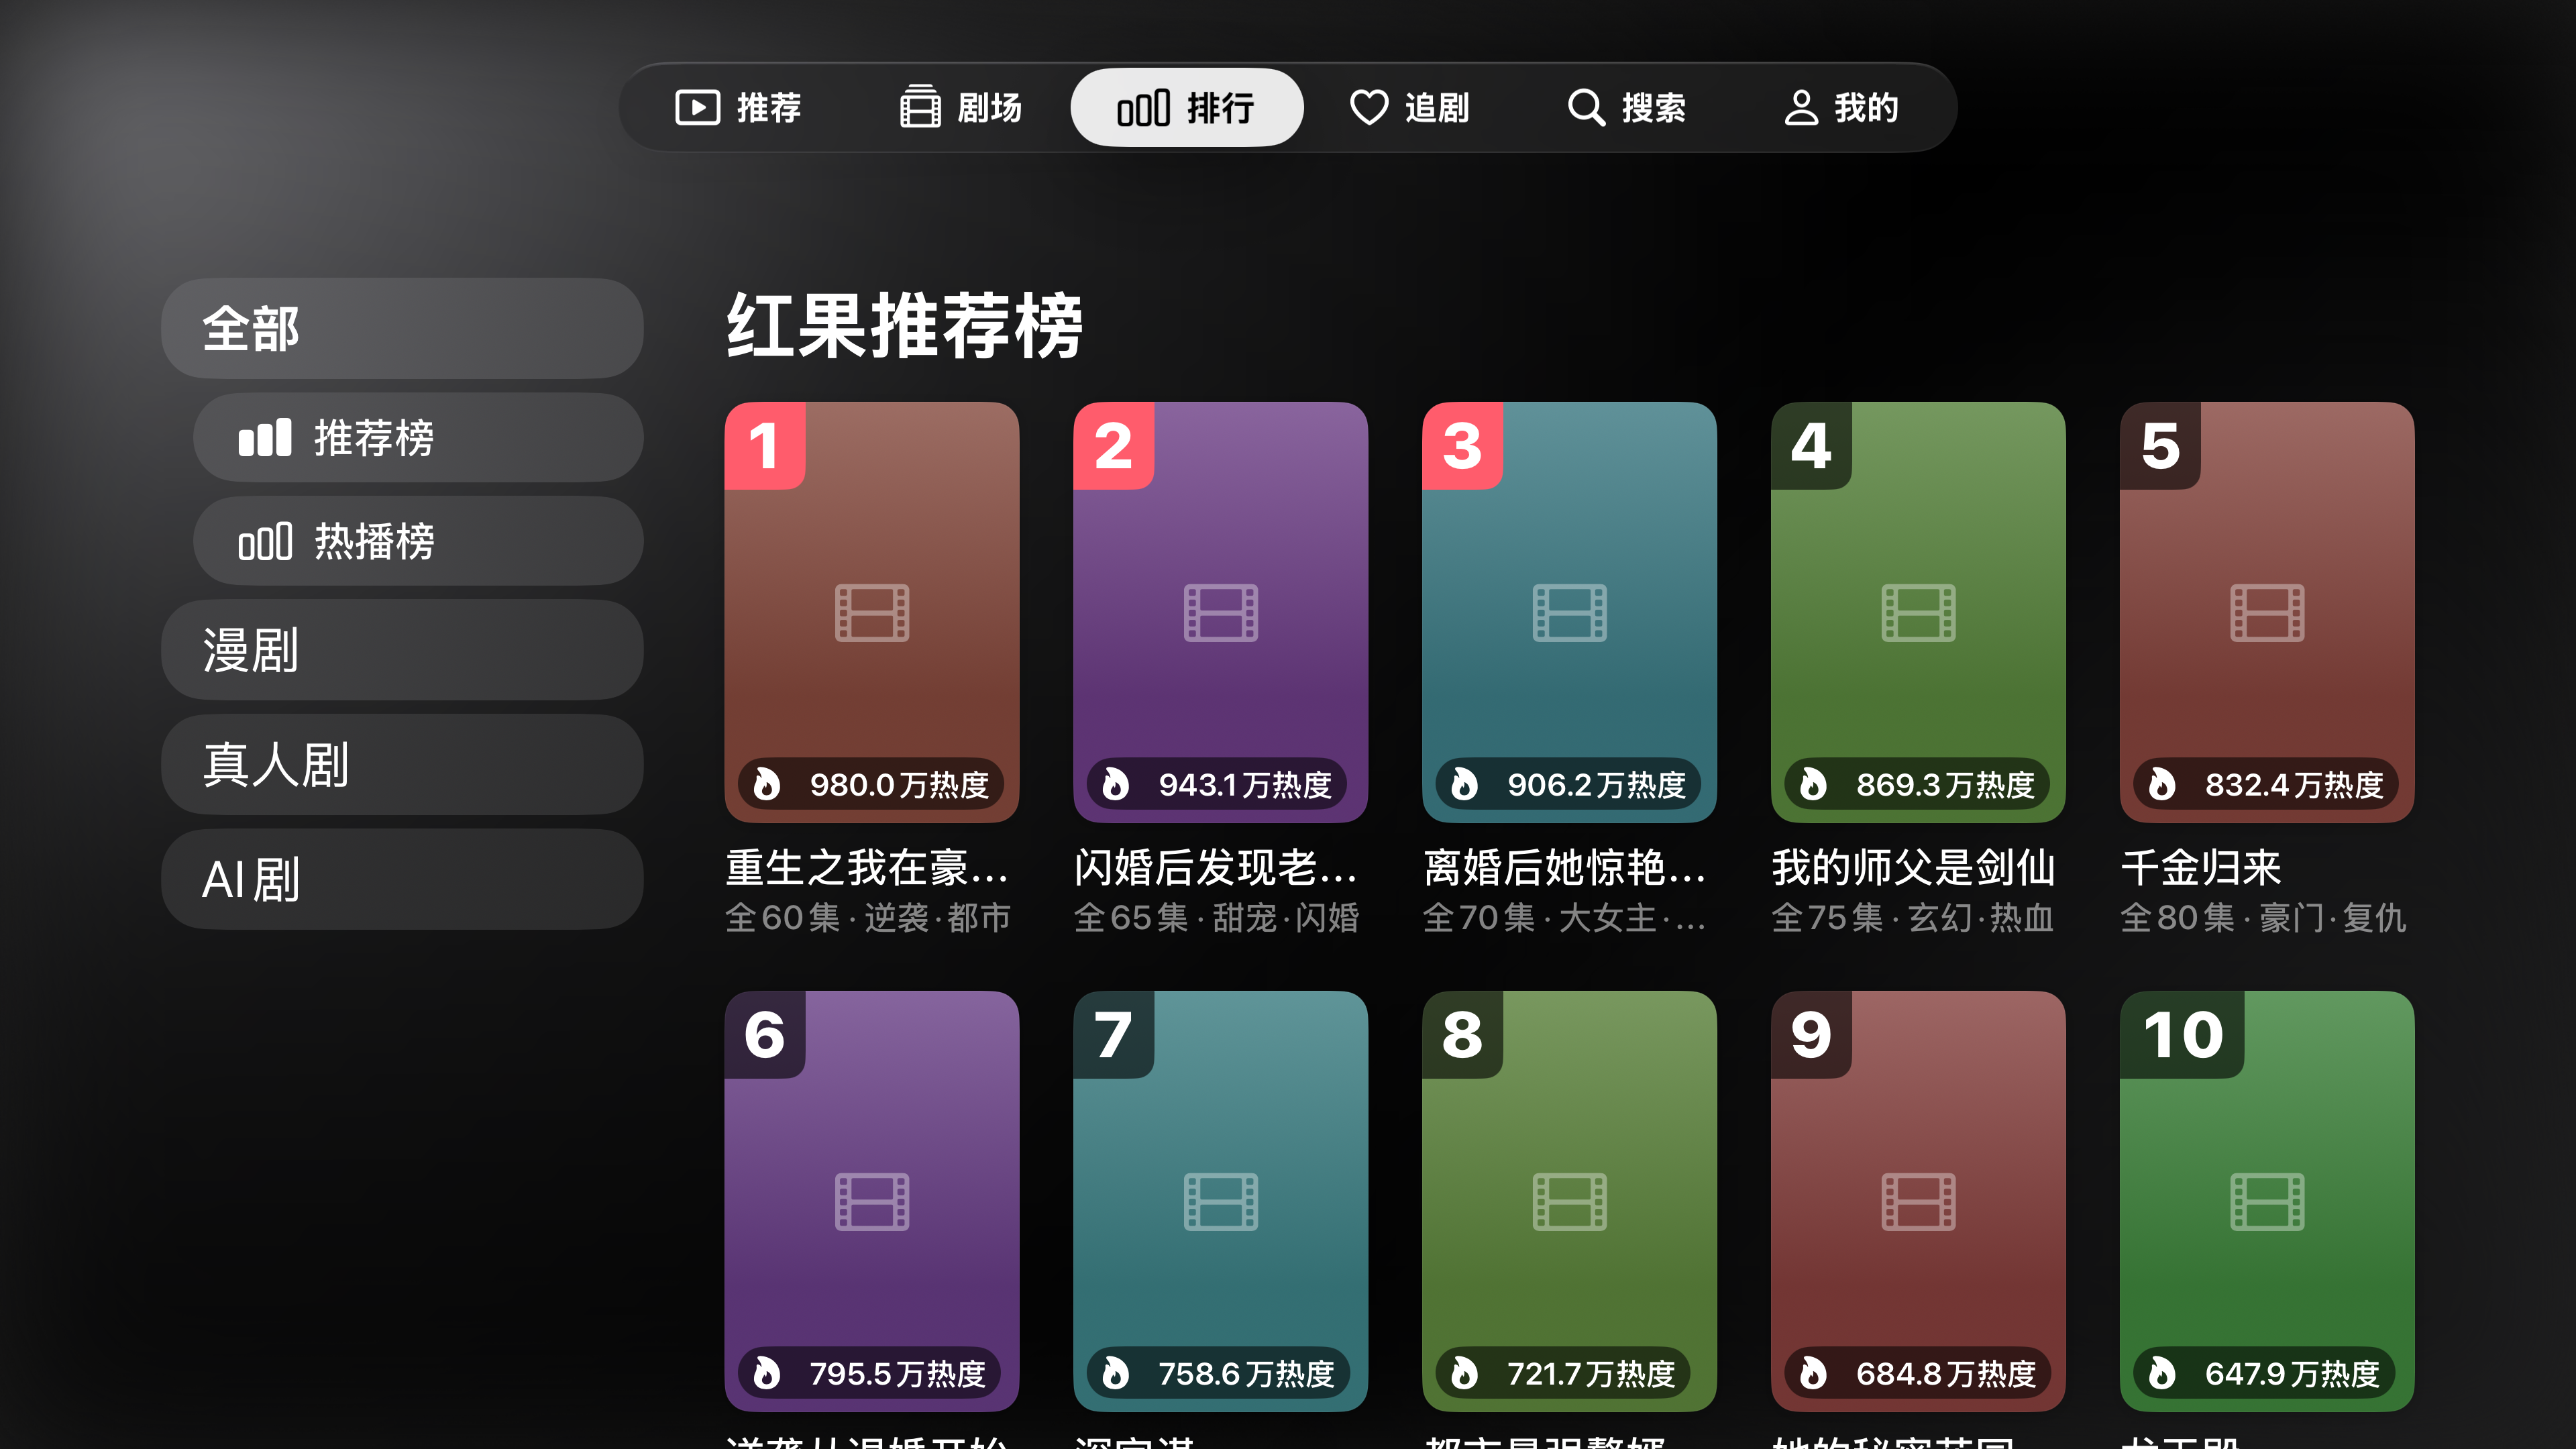 推荐 剧场 排行 追剧 搜索 我的
全部
推荐榜
热播榜
漫剧
真人剧
AI剧
红果推荐榜
1 2 3 4 5
980.0万热度 943.1万热度 906.2万热度 869.3万热度 832.4万热度
重生之我在豪… 闪婚后发现老… 离婚后她惊艳… 我的师父是剑仙 千金归来
全60集·逆袭·都市 全65集·甜宠·闪婚 全70集·大女主·… 全75集·玄幻·热血 全80集·豪门·复仇
6 7 8 9 10
795.5万热度 758.6万热度 721.7万热度 684.8万热度 647.9万热度